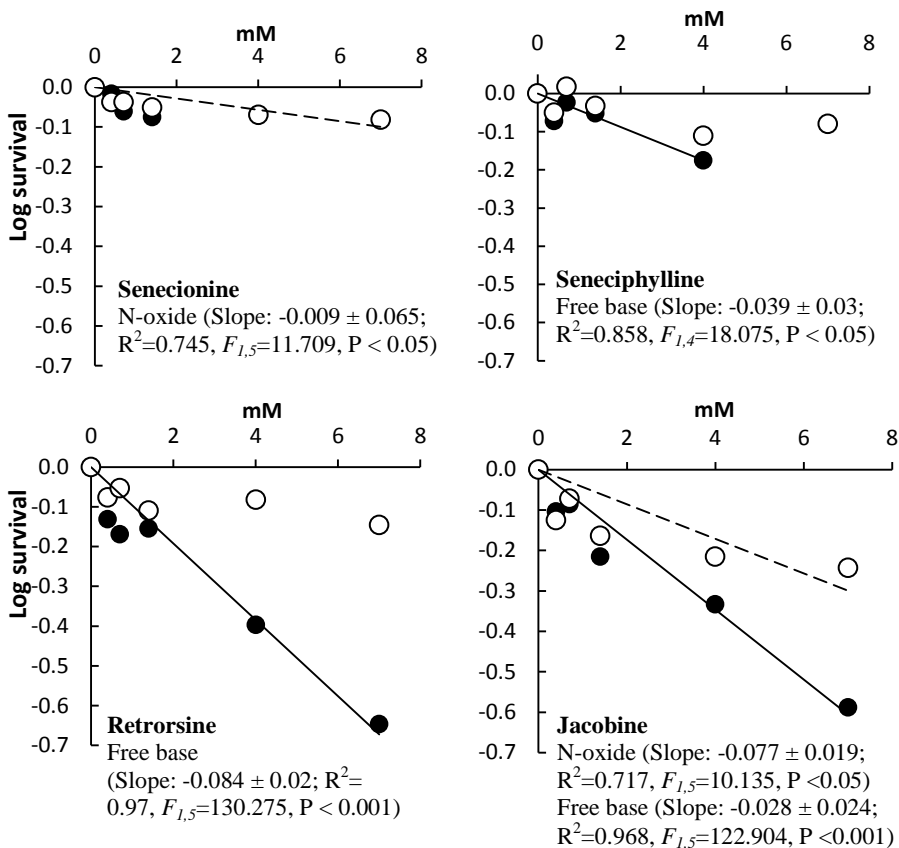 mM
0 2 4 6 8
0.0
-0.1
-0.2
-0.3
-0.4
-0.5
-0.6
-0.7
Log survival
Senecionine
N-oxide (Slope: -0.009 ± 0.065;
R²=0.745, F1,5=11.709, P < 0.05)
mM
0 2 4 6 8
0.0
-0.1
-0.2
-0.3
-0.4
-0.5
-0.6
-0.7
Seneciphylline
Free base (Slope: -0.039 ± 0.03;
R²=0.858, F1,4=18.075, P < 0.05)
mM
0 2 4 6 8
0.0
-0.1
-0.2
-0.3
-0.4
-0.5
-0.6
-0.7
Log survival
Retrorsine
Free base
(Slope: -0.084 ± 0.02; R²=
0.97, F1,5=130.275, P < 0.001)
mM
0 2 4 6 8
0.0
-0.1
-0.2
-0.3
-0.4
-0.5
-0.6
-0.7
Jacobine
N-oxide (Slope: -0.077 ± 0.019;
R²=0.717, F1,5=10.135, P <0.05)
Free base (Slope: -0.028 ± 0.024;
R²=0.968, F1,5=122.904, P <0.001)